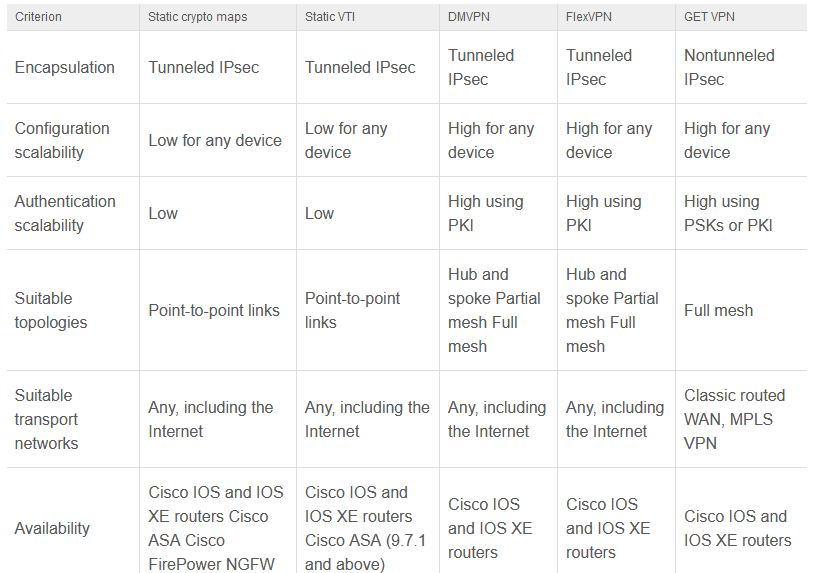 Criterion
Static crypto maps
Static VTI
DMVPN
FlexVPN
GET VPN
Encapsulation
Tunneled IPsec
Tunneled IPsec
Tunneled
IPsec
Tunneled
IPsec
Nontunneled
IPsec
Configuration
scalability
Low for any device
Low for any
device
High for any
device
High for any
device
High for any
device
Authentication
scalability
Low
Low
High using
PKI
High using
PKI
High using
PSKs or PKI
Suitable
topologies
Point-to-point links
Point-to-point
links
Hub and
spoke Partial
mesh Full
mesh
Hub and
spoke Partial
mesh Full
mesh
Full mesh
Suitable
transport
networks
Any, including the
Internet
Any, including the
Internet
Any, including
the Internet
Any, including
the Internet
Classic routed
WAN, MPLS
VPN
Availability
Cisco IOS and IOS
XE routers Cisco
ASA Cisco
FirePower NGFW
Cisco IOS and
IOS XE routers
Cisco ASA (9.7.1
and above)
Cisco IOS
and IOS XE
routers
Cisco IOS
and IOS XE
routers
Cisco IOS and
IOS XE routers